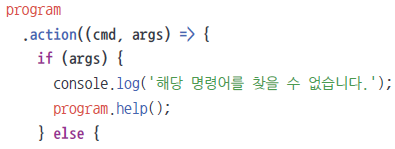 program
  .action((cmd, args) => {
    if (args) {
      console.log('해당 명령어를 찾을 수 없습니다.');
      program.help();
    } else {